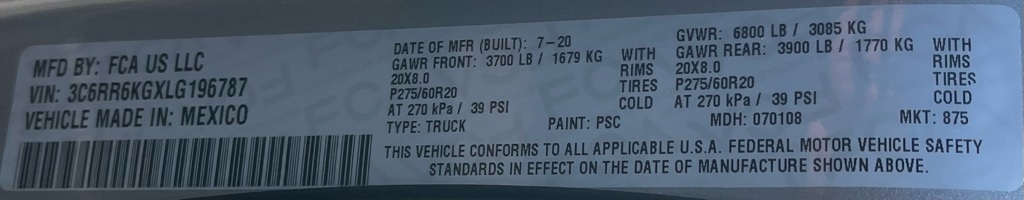 MFD BY: FCA US LLC
VIN: 3C6RR6KGXLG196787
VEHICLE MADE IN: MEXICO
DATE OF MFR (BUILT): 7-20
GAWR FRONT: 3700 LB / 1679 KG WITH
20X8.0 RIMS
P275/60R20 TIRES
AT 270 kPa / 39 PSI COLD
GVWR: 6800 LB / 3085 KG
GAWR REAR: 3900 LB / 1770 KG WITH
20X8.0 RIMS
P275/60R20 TIRES
AT 270 kPa / 39 PSI COLD
TYPE: TRUCK PAINT: PSC MDH: 070108 MKT: 875
THIS VEHICLE CONFORMS TO ALL APPLICABLE U.S.A. FEDERAL MOTOR VEHICLE SAFETY
STANDARDS IN EFFECT ON THE DATE OF MANUFACTURE SHOWN ABOVE.